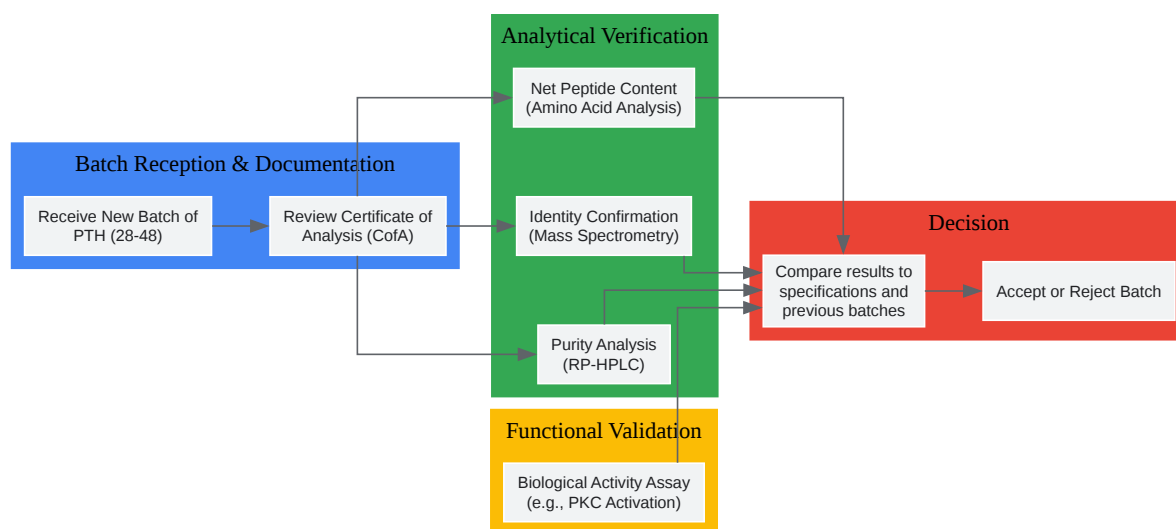 Batch Reception & Documentation
Receive New Batch of
PTH (28-48)
Review Certificate of
Analysis (CofA)
Analytical Verification
Net Peptide Content
(Amino Acid Analysis)
Identity Confirmation
(Mass Spectrometry)
Purity Analysis
(RP-HPLC)
Functional Validation
Biological Activity Assay
(e.g., PKC Activation)
Decision
Compare results to
specifications and
previous batches
Accept or Reject Batch